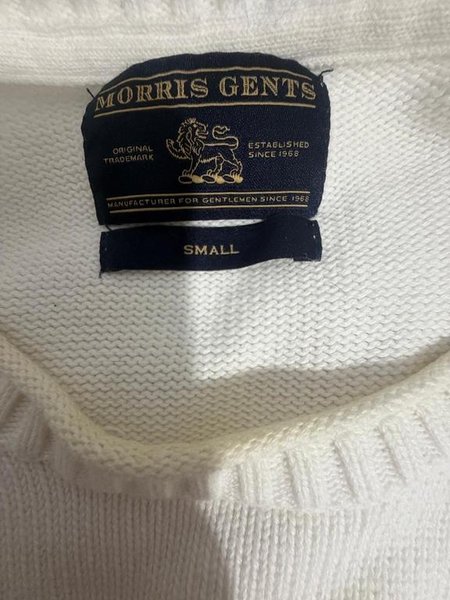 MORRIS GENTS
ORIGINAL TRADEMARK
ESTABLISHED SINCE 1968
MANUFACTURER FOR GENTLEMEN SINCE 1968
SMALL